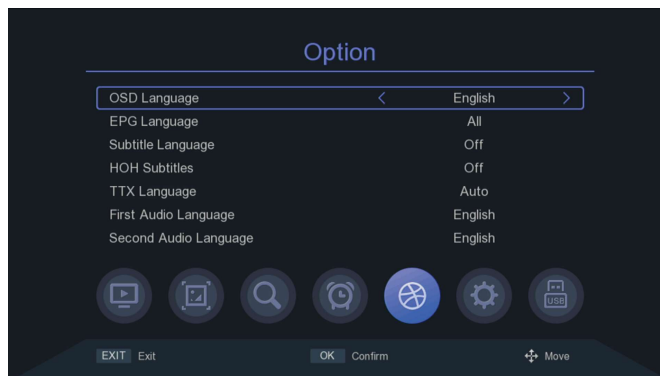 Option
OSD Language < English >
EPG Language All
Subtitle Language Off
HOH Subtitles Off
TTX Language Auto
First Audio Language English
Second Audio Language English
USB
EXIT Exit OK Confirm Move